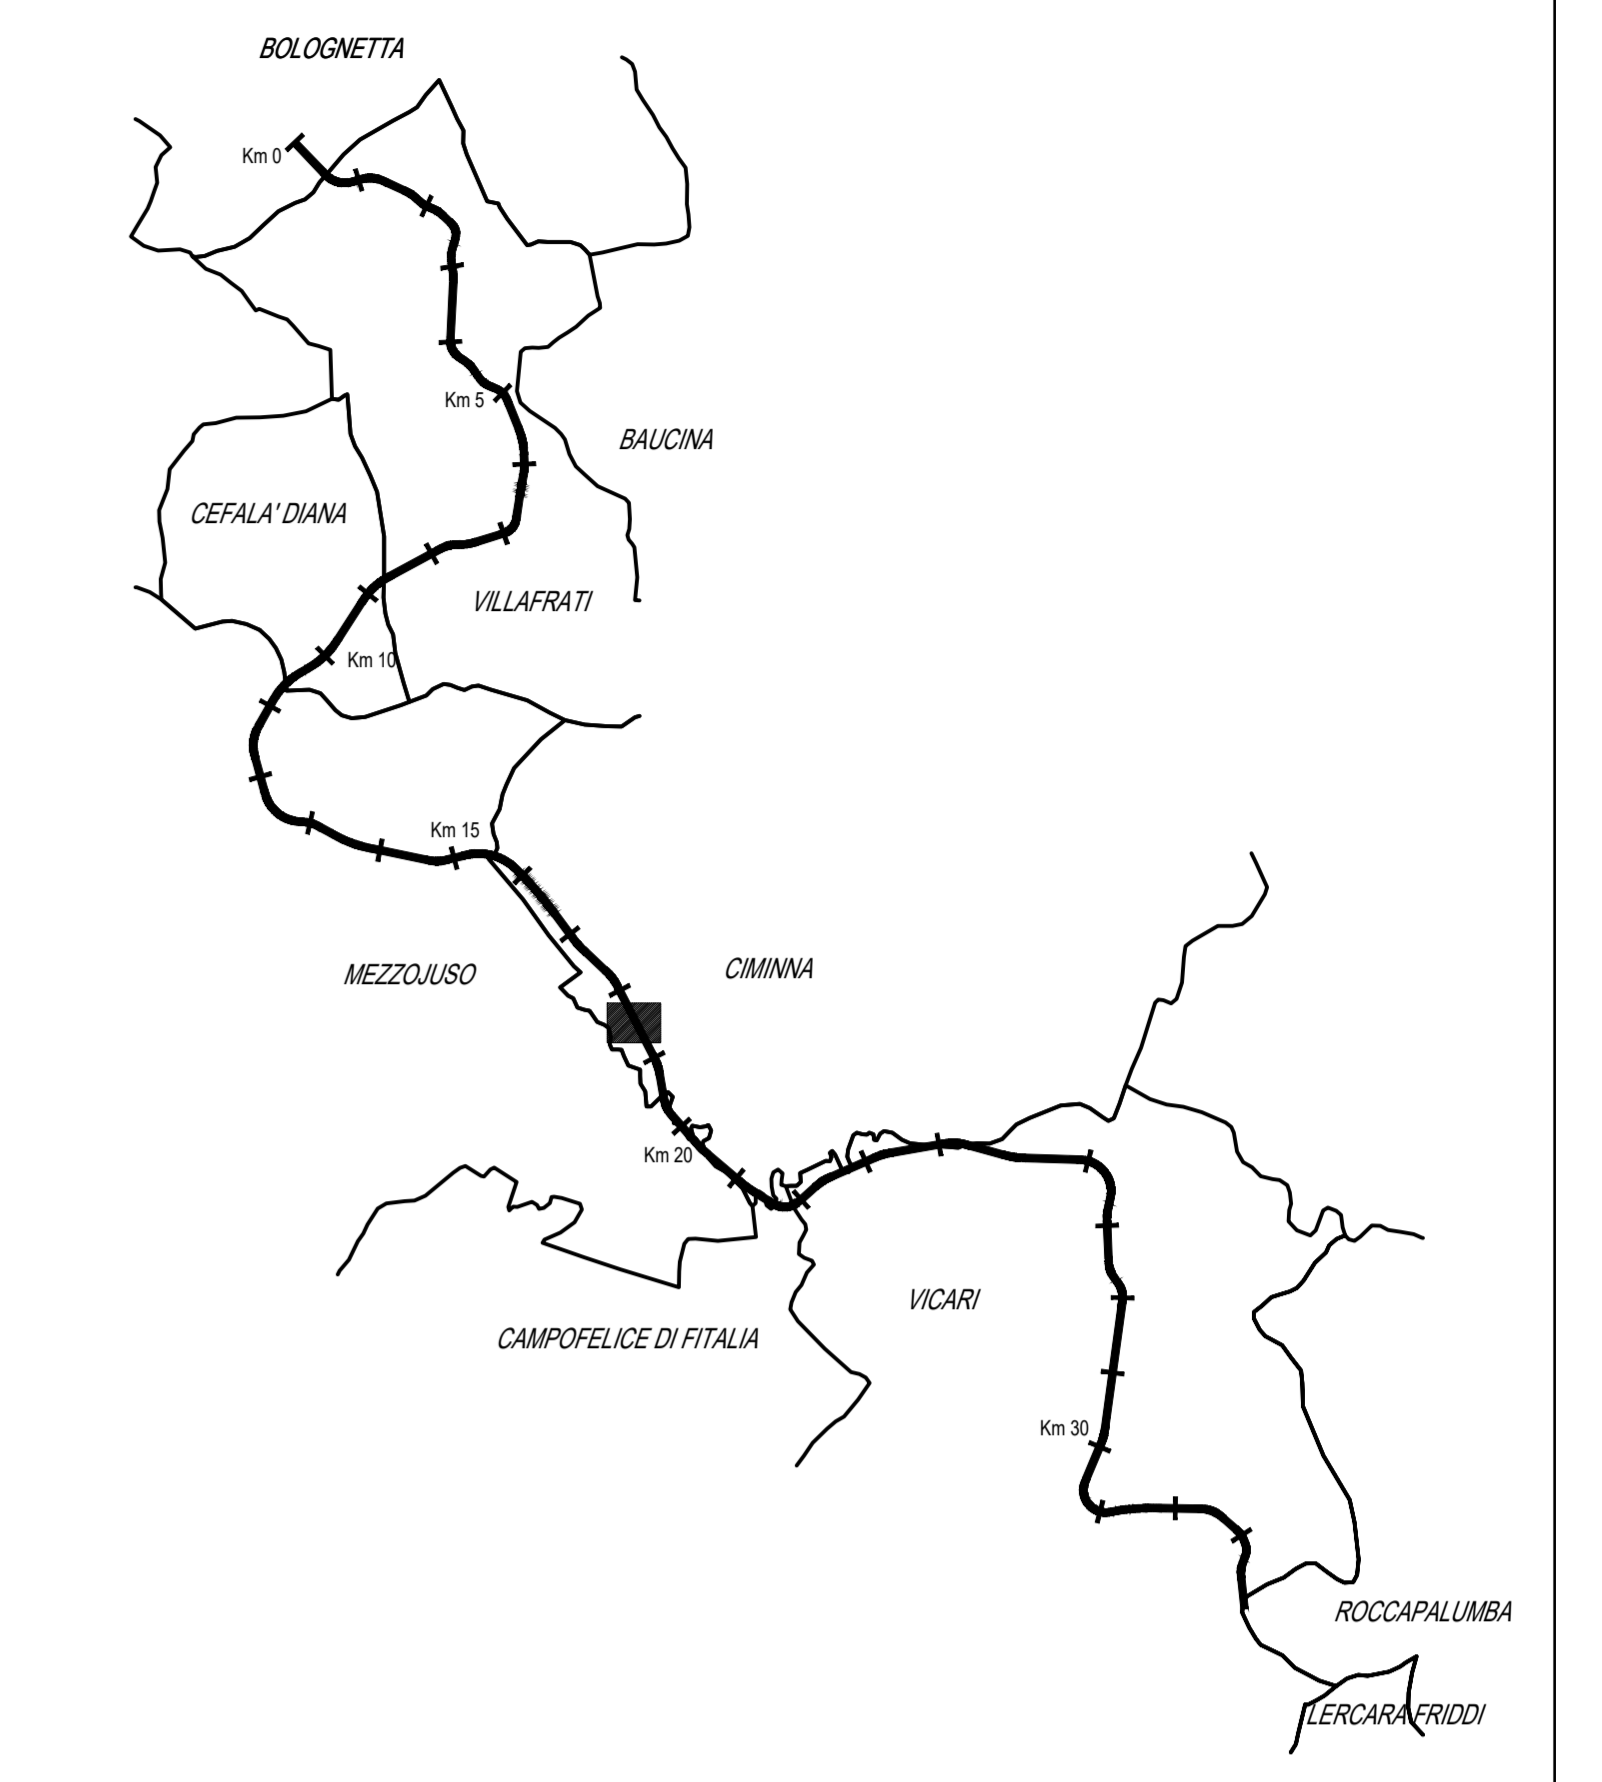 BOLOGNETTA
Km 0
Km 5
BAUCINA
CEFALA' DIANA
VILLAFRATI
Km 10
Km 15
MEZZOJUSO
CIMINNA
Km 20
VICARI
CAMPOFELICE DI FITALIA
Km 30
ROCCAPALUMBA
LERCARA FRIDDI